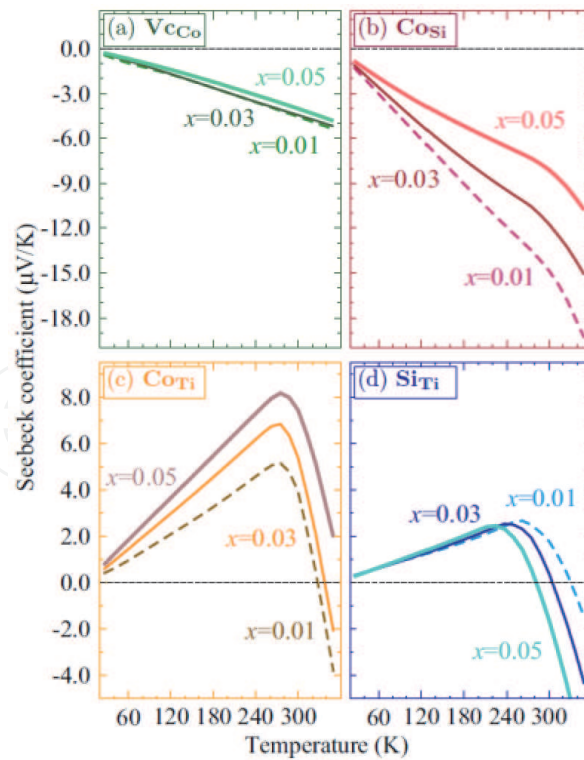 (a) Vc_Co
(b) Co_Si
0.0
-3.0
-6.0
-9.0
-12.0
-15.0
-18.0
x=0.05
x=0.03
x=0.01
x=0.05
x=0.03
x=0.01
Seebeck coefficient (µV/K)
(c) Co_Ti
(d) Si_Ti
8.0
6.0
4.0
2.0
0.0
-2.0
-4.0
x=0.05
x=0.03
x=0.01
x=0.01
x=0.03
x=0.05
60 120 180 240 300
60 120 180 240 300
Temperature (K)